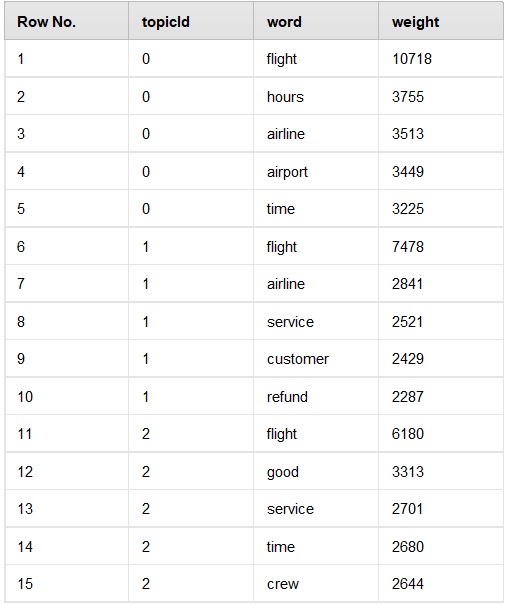 Row No. topicId word weight
1 0 flight 10718
2 0 hours 3755
3 0 airline 3513
4 0 airport 3449
5 0 time 3225
6 1 flight 7478
7 1 airline 2841
8 1 service 2521
9 1 customer 2429
10 1 refund 2287
11 2 flight 6180
12 2 good 3313
13 2 service 2701
14 2 time 2680
15 2 crew 2644